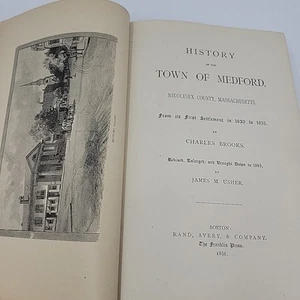 HISTORY
OF THE
TOWN OF MEDFORD,
MIDDLESEX COUNTY, MASSACHUSETTS,
From its First Settlement in 1630 to 1855.
BY
CHARLES BROOKS.
Revised, Enlarged, and Brought Down to 1885,
BY
JAMES M. USHER.
BOSTON:
RAND, AVERY, & COMPANY.
The Franklin Press.